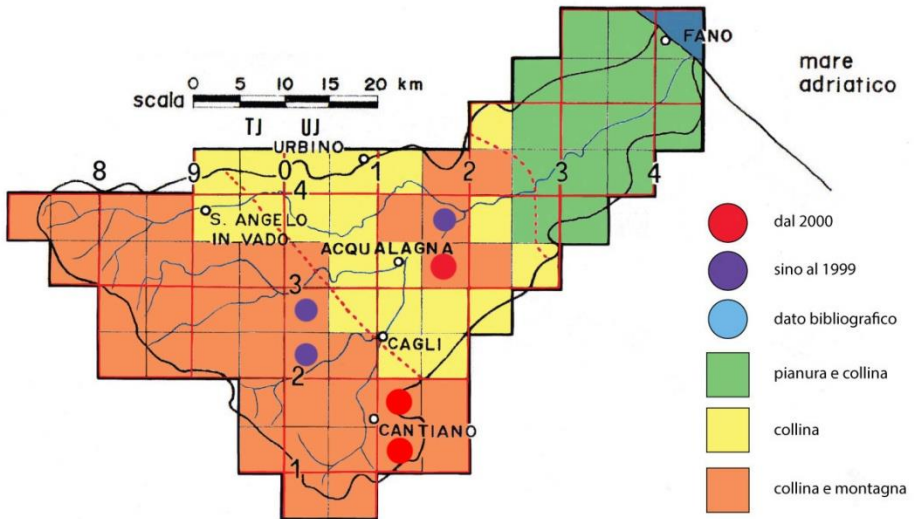 FANO
mare
adriatico
scala
0 5 10 15 20 km
TJ UJ
URBINO
8 9 0 1 2 3 4
4
S. ANGELO
IN VADO
ACQUALAGNA
3
CAGLI
2
CANTIANO
1
dal 2000
sino al 1999
dato bibliografico
pianura e collina
collina
collina e montagna